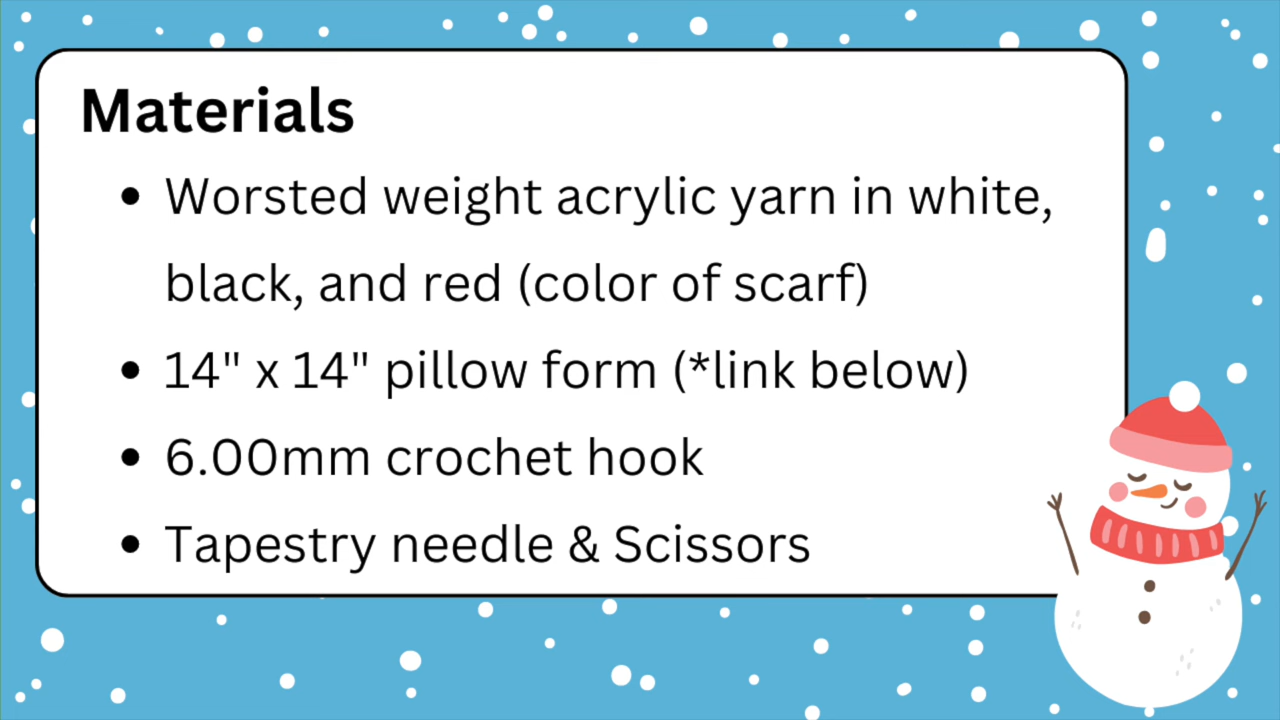 Materials
• Worsted weight acrylic yarn in white,
black, and red (color of scarf)
• 14" x 14" pillow form (*link below)
• 6.00mm crochet hook
• Tapestry needle & Scissors